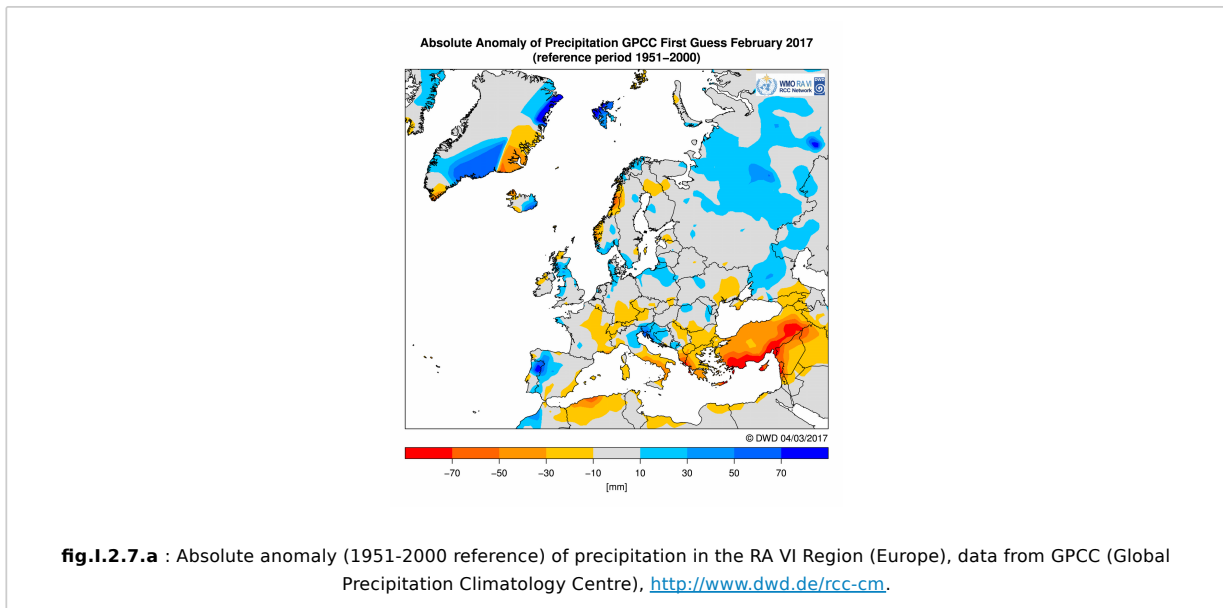 Absolute Anomaly of Precipitation GPCC First Guess February 2017
(reference period 1951−2000)
WMO RA VI
RCC Network
DWD
© DWD 04/03/2017
−70 −50 −30 −10 10 30 50 70
[mm]
fig.I.2.7.a : Absolute anomaly (1951-2000 reference) of precipitation in the RA VI Region (Europe), data from GPCC (Global
Precipitation Climatology Centre), http://www.dwd.de/rcc-cm.